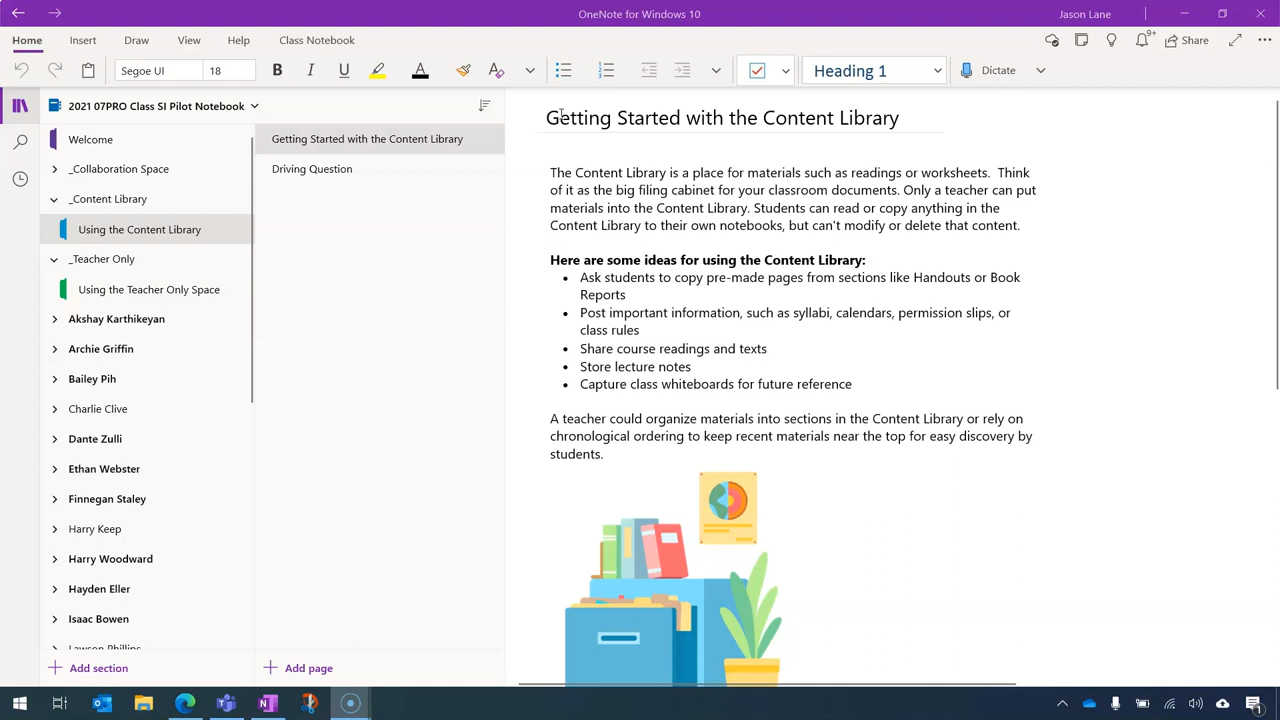 OneNote for Windows 10
Jason Lane
Home
Insert
Draw
View
Help
Class Notebook
9+
Share
Segoe UI
18
B
I
U
A
A
Heading 1
Dictate
2021 07PRO Class SI Pilot Notebook
Welcome
_Collaboration Space
_Content Library
Using the Content Library
_Teacher Only
Using the Teacher Only Space
Akshay Karthikeyan
Archie Griffin
Bailey Pih
Charlie Clive
Dante Zulli
Ethan Webster
Finnegan Staley
Harry Keep
Harry Woodward
Hayden Eller
Isaac Bowen
Lawson Phillips
Add section
Getting Started with the Content Library
Driving Question
Add page
Getting Started with the Content Library
The Content Library is a place for materials such as readings or worksheets.  Think
of it as the big filing cabinet for your classroom documents. Only a teacher can put
materials into the Content Library. Students can read or copy anything in the
Content Library to their own notebooks, but can't modify or delete that content.
Here are some ideas for using the Content Library:
• Ask students to copy pre-made pages from sections like Handouts or Book
Reports
• Post important information, such as syllabi, calendars, permission slips, or
class rules
• Share course readings and texts
• Store lecture notes
• Capture class whiteboards for future reference
A teacher could organize materials into sections in the Content Library or rely on
chronological ordering to keep recent materials near the top for easy discovery by
students.
1